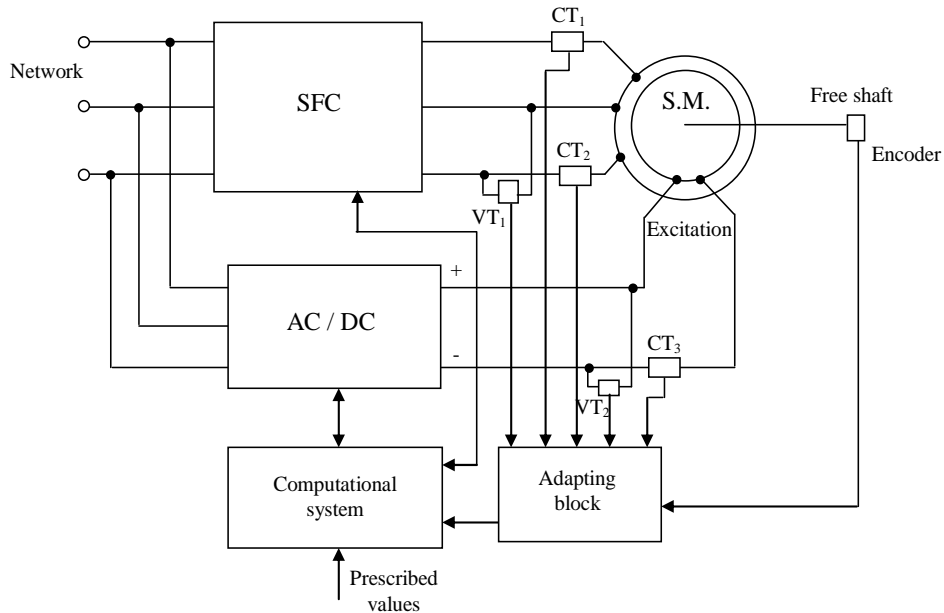 CT₁
Network
SFC
S.M.
Free shaft
CT₂
Encoder
VT₁
Excitation
+
AC / DC
-
CT₃
VT₂
Computational
system
Adapting
block
Prescribed
values